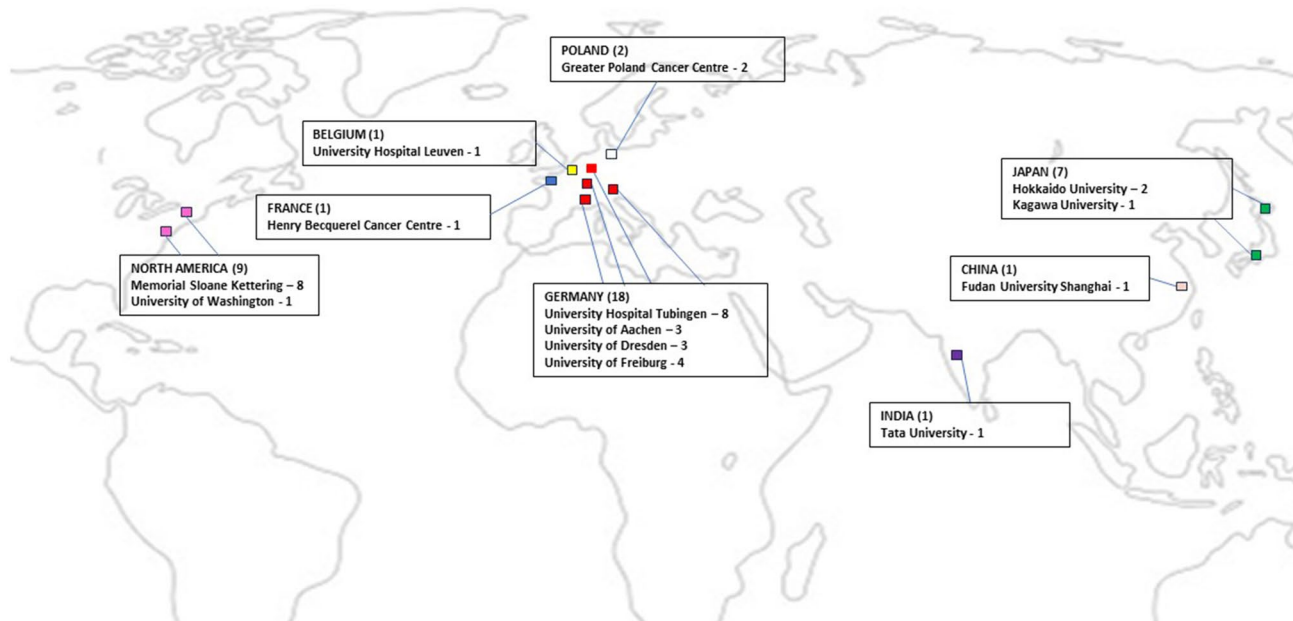 POLAND (2)
Greater Poland Cancer Centre - 2
BELGIUM (1)
University Hospital Leuven - 1
FRANCE (1)
Henry Becquerel Cancer Centre - 1
NORTH AMERICA (9)
Memorial Sloane Kettering – 8
University of Washington - 1
GERMANY (18)
University Hospital Tubingen – 8
University of Aachen – 3
University of Dresden – 3
University of Freiburg - 4
JAPAN (7)
Hokkaido University – 2
Kagawa University - 1
CHINA (1)
Fudan University Shanghai - 1
INDIA (1)
Tata University - 1